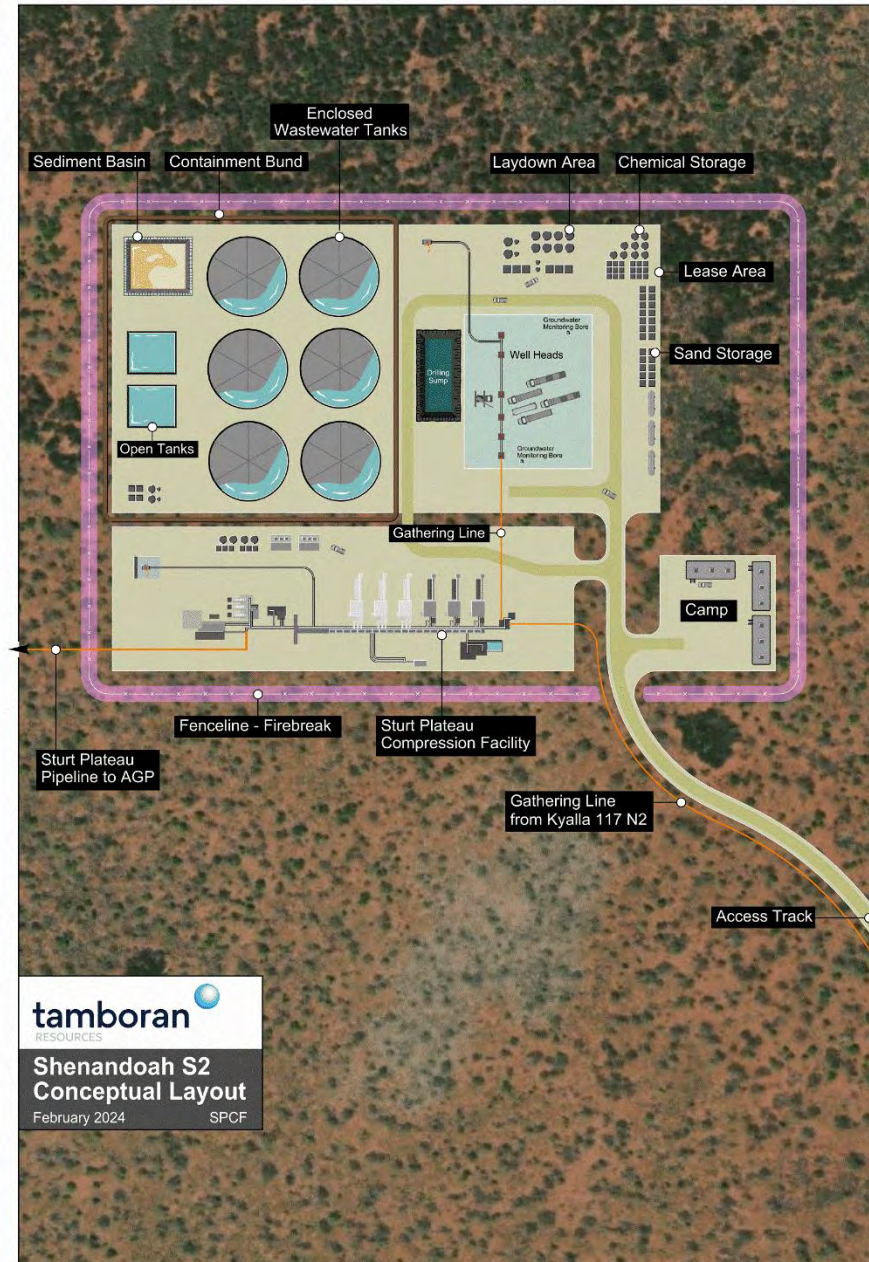 Enclosed
Wastewater Tanks
Sediment Basin
Containment Bund
Laydown Area
Chemical Storage
Lease Area
Groundwater
Monitoring Bore
Well Heads
Sand Storage
Drilling
Sump
Open Tanks
Groundwater
Monitoring Bore
Gathering Line
Camp
Fenceline - Firebreak
Sturt Plateau
Compression Facility
Sturt Plateau
Pipeline to AGP
Gathering Line
from Kyalla 117 N2
Access Track
tamboran
RESOURCES
Shenandoah S2
Conceptual Layout
February 2024 SPCF